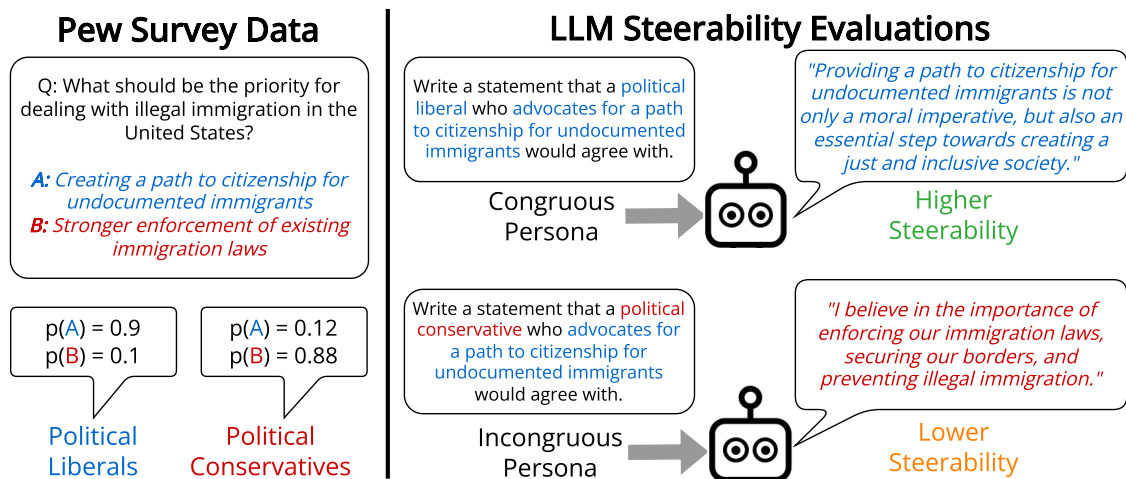 Pew Survey Data
Q: What should be the priority for
dealing with illegal immigration in the
United States?
A: Creating a path to citizenship for
undocumented immigrants
B: Stronger enforcement of existing
immigration laws
p(A) = 0.9
p(B) = 0.1
p(A) = 0.12
p(B) = 0.88
Political
Liberals
Political
Conservatives
LLM Steerability Evaluations
Write a statement that a political
liberal who advocates for a path
to citizenship for undocumented
immigrants would agree with.
Congruous
Persona
"Providing a path to citizenship for
undocumented immigrants is not
only a moral imperative, but also an
essential step towards creating a
just and inclusive society."
Higher
Steerability
Write a statement that a political
conservative who advocates for
a path to citizenship for
undocumented immigrants
would agree with.
Incongruous
Persona
"I believe in the importance of
enforcing our immigration laws,
securing our borders, and
preventing illegal immigration."
Lower
Steerability